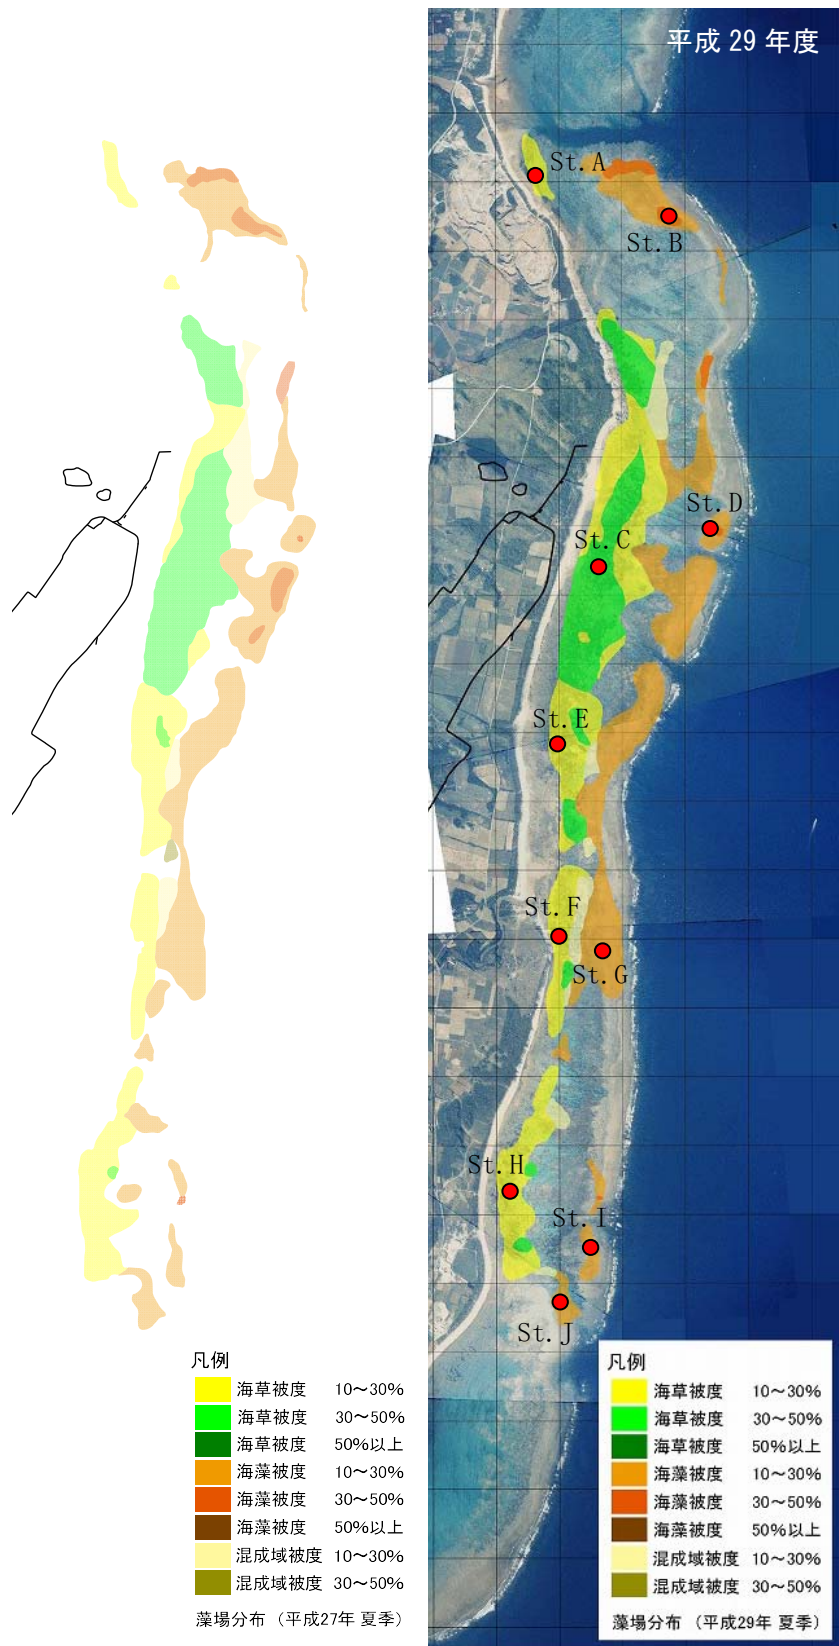 平成 29 年度
St. A
St. B
St. D
St. C
St. E
St. F
St. G
St. H
St. I
St. J
凡例
海草被度 10～30%
海草被度 30～50%
海草被度 50%以上
海藻被度 10～30%
海藻被度 30～50%
海藻被度 50%以上
混成域被度 10～30%
混成域被度 30～50%
藻場分布（平成27年 夏季）
凡例
海草被度 10～30%
海草被度 30～50%
海草被度 50%以上
海藻被度 10～30%
海藻被度 30～50%
海藻被度 50%以上
混成域被度 10～30%
混成域被度 30～50%
藻場分布 （平成29年 夏季）